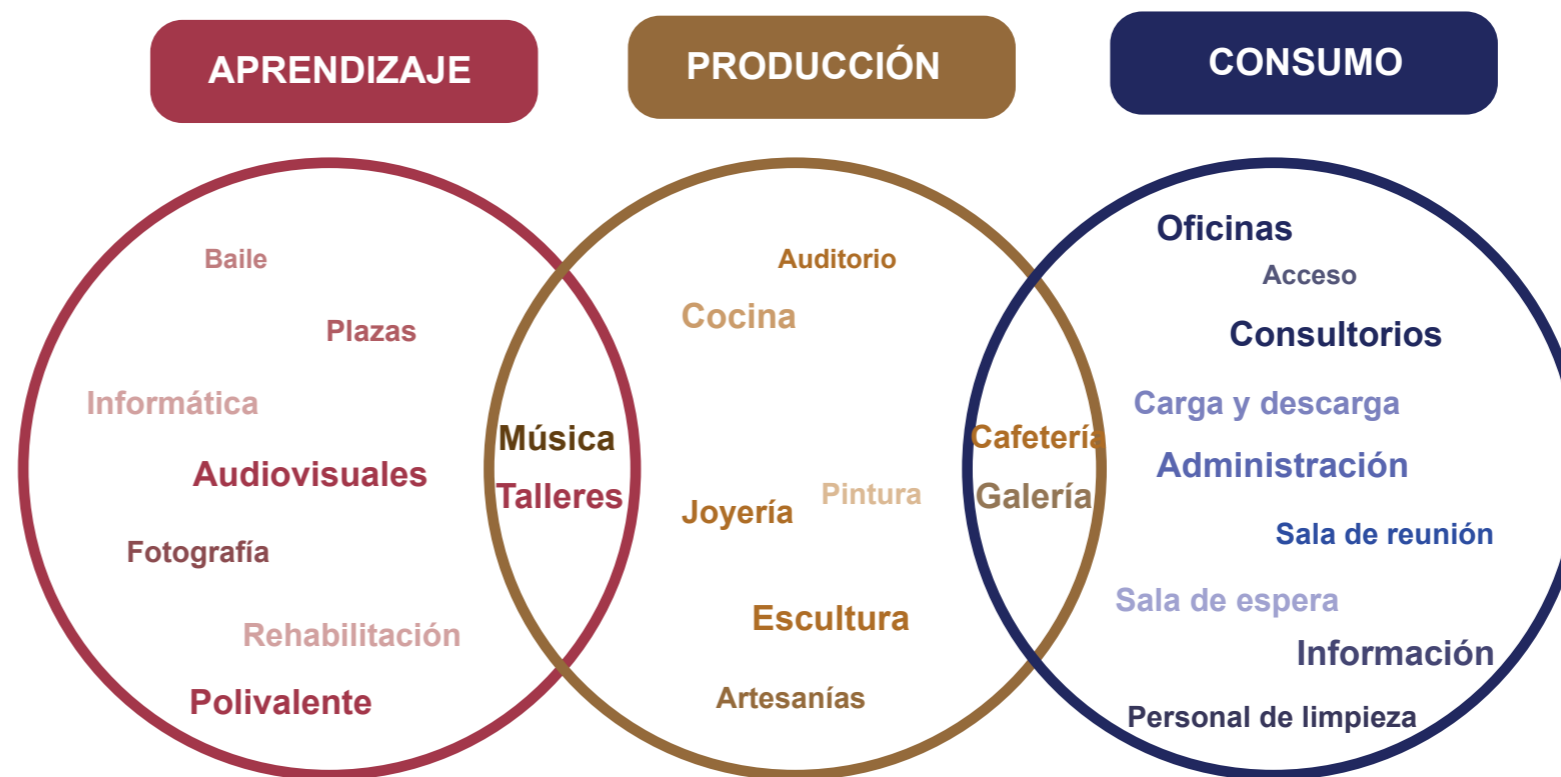 APRENDIZAJE
PRODUCCIÓN
CONSUMO
Baile
Plazas
Informática
Audiovisuales
Fotografía
Rehabilitación
Polivalente
Música
Talleres
Auditorio
Cocina
Joyería
Pintura
Escultura
Artesanías
Cafetería
Galería
Oficinas
Acceso
Consultorios
Carga y descarga
Administración
Sala de reunión
Sala de espera
Información
Personal de limpieza